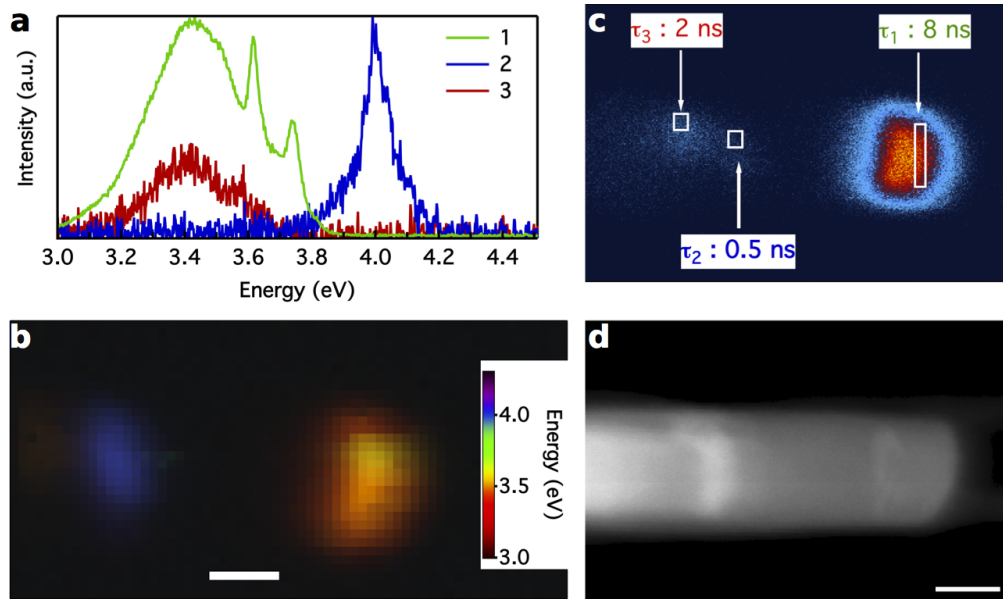 a
Intensity (a.u.)
1
2
3
3.0 3.2 3.4 3.6 3.8 4.0 4.2 4.4
Energy (eV)
b
Energy (eV)
4.0
3.5
3.0
c
τ3 : 2 ns
τ1 : 8 ns
τ2 : 0.5 ns
d